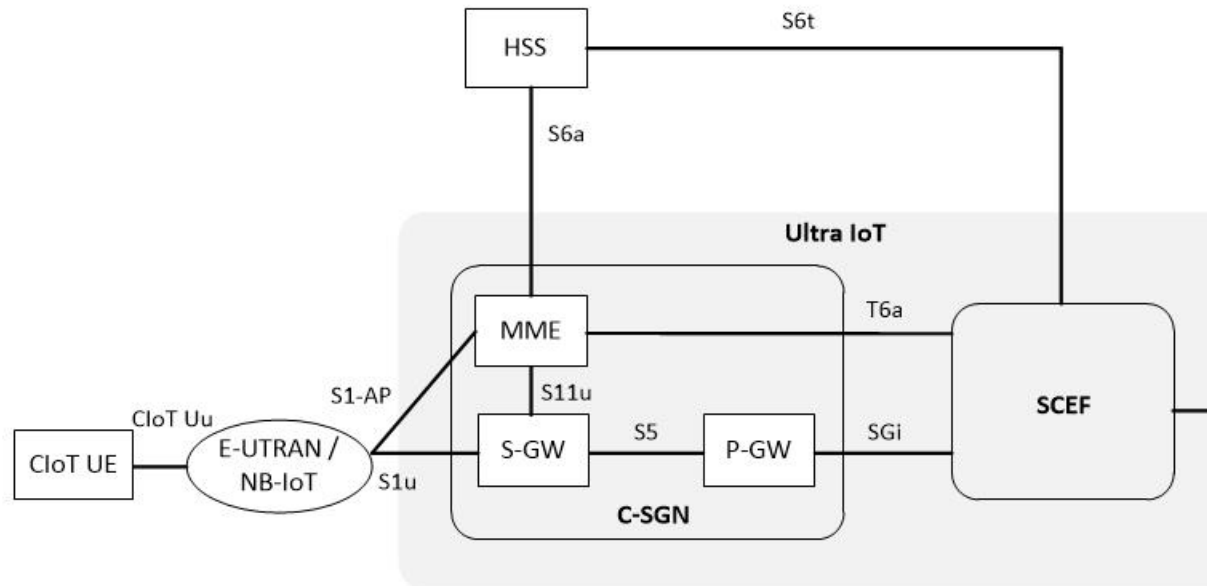 S6t
HSS
S6a
Ultra IoT
MME
T6a
S1-AP
S11u
SCEF
CIoT Uu
E-UTRAN /
NB-IoT
CIoT UE
S1u
S-GW
S5
P-GW
SGi
C-SGN